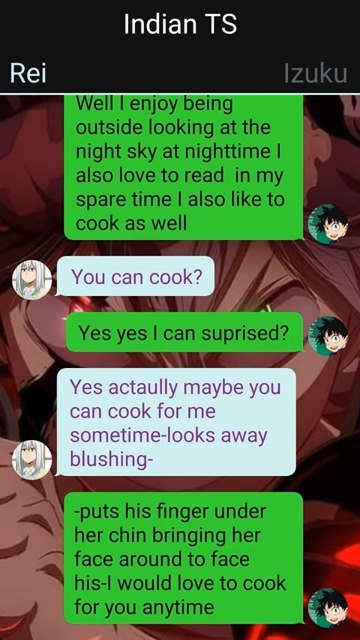 Indian TS
Rei Izuku
Well I enjoy being
outside looking at the
night sky at nighttime I
also love to read in my
spare time I also like to
cook as well
You can cook?
Yes yes I can suprised?
Yes actaully maybe you
can cook for me
sometime-looks away
blushing-
-puts his finger under
her chin bringing her
face around to face
his-I would love to cook
for you anytime